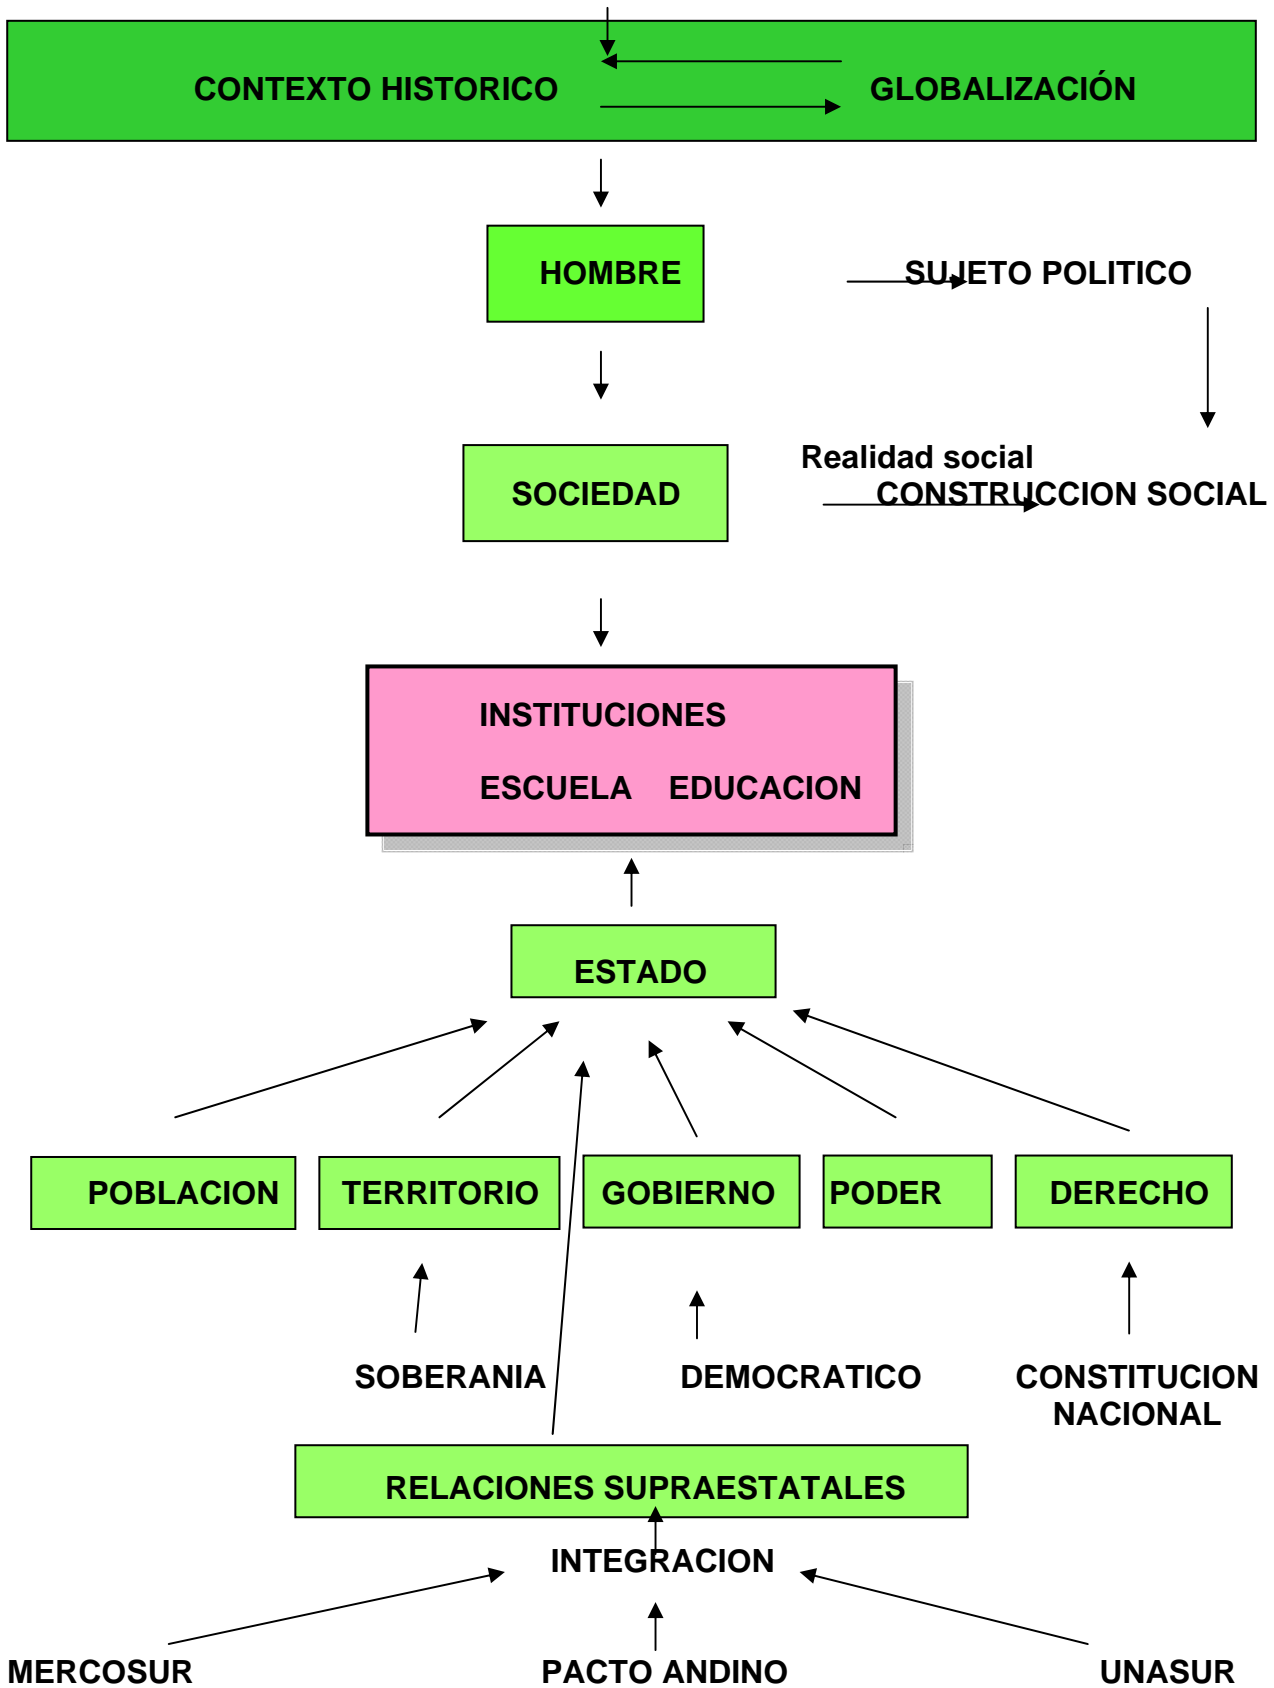 CONTEXTO HISTORICO GLOBALIZACIÓN
HOMBRE SUJETO POLITICO
Realidad social
SOCIEDAD CONSTRUCCION SOCIAL
INSTITUCIONES
ESCUELA EDUCACION
ESTADO
POBLACION TERRITORIO GOBIERNO PODER DERECHO
SOBERANIA DEMOCRATICO CONSTITUCION
NACIONAL
RELACIONES SUPRAESTATALES
INTEGRACION
MERCOSUR PACTO ANDINO UNASUR